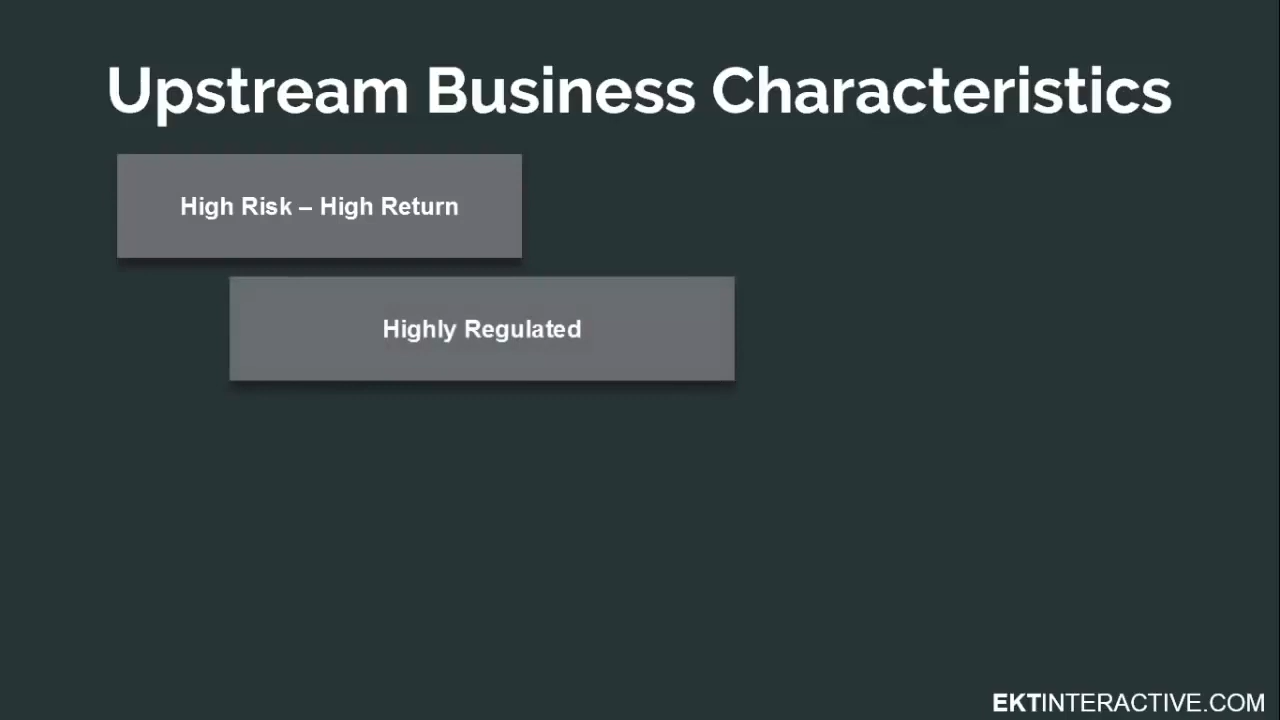 Upstream Business Characteristics
High Risk – High Return
Highly Regulated
EKTINTERACTIVE.COM